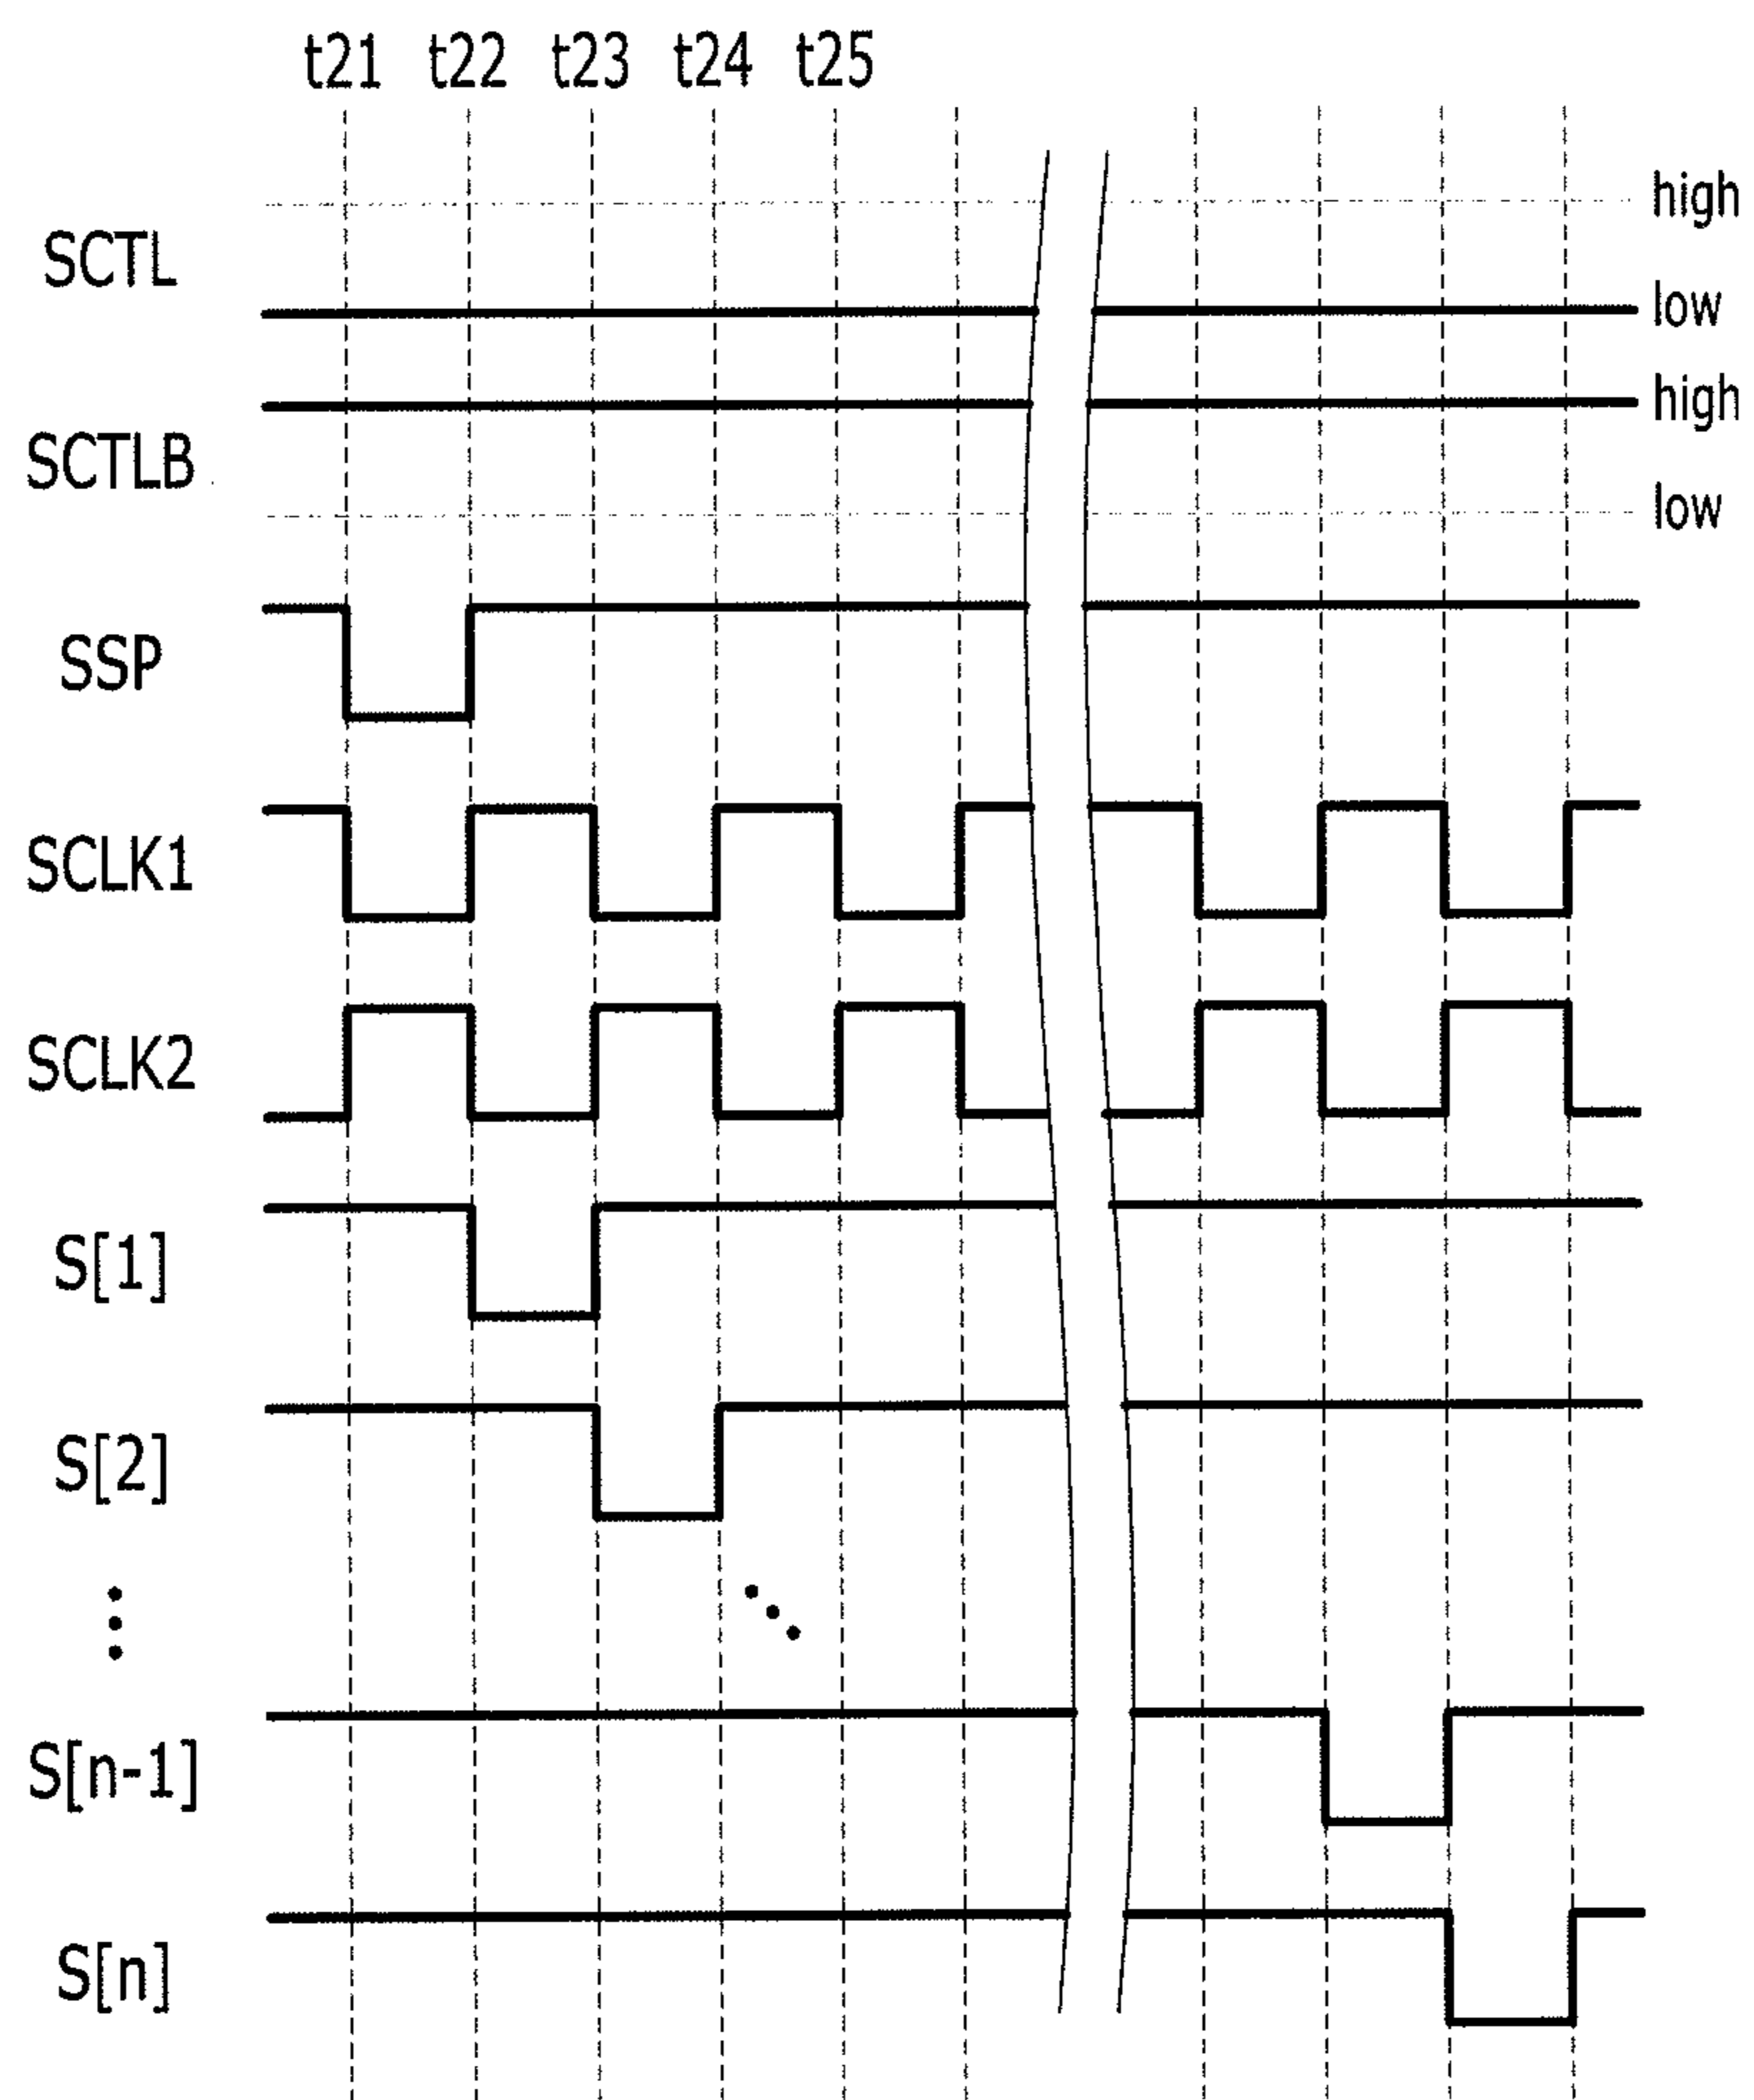 t21 t22 t23 t24 t25
high
SCTL
low
high
SCTLB
low
SSP
SCLK1
SCLK2
S[1]
S[2]
S[n-1]
S[n]